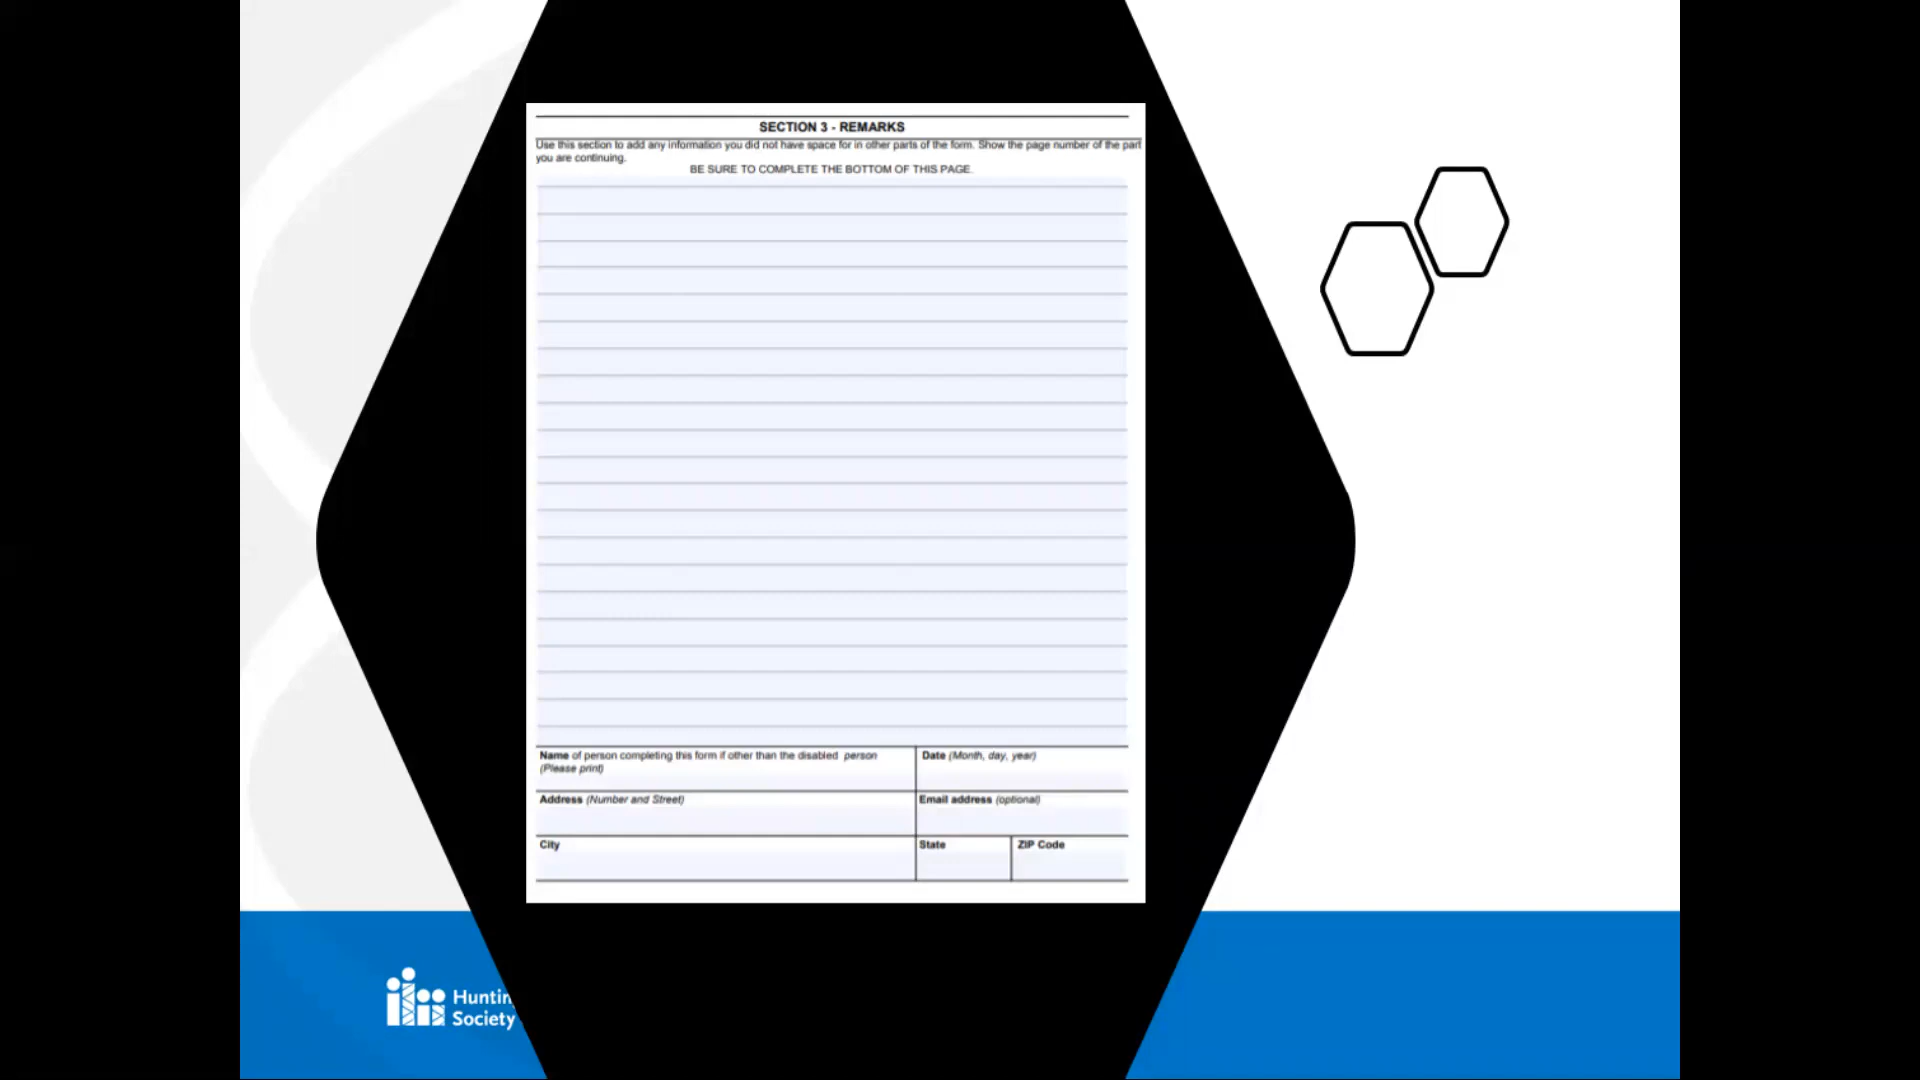 SECTION 3 - REMARKS
Use this section to add any information you did not have space for in other parts of the form. Show the page number of the part
you are continuing.
BE SURE TO COMPLETE THE BOTTOM OF THIS PAGE.
Name of person completing this form if other than the disabled person
(Please print)
Date (Month, day, year)
Address (Number and Street)
Email address (optional)
City
State
ZIP Code
Huntin
Society